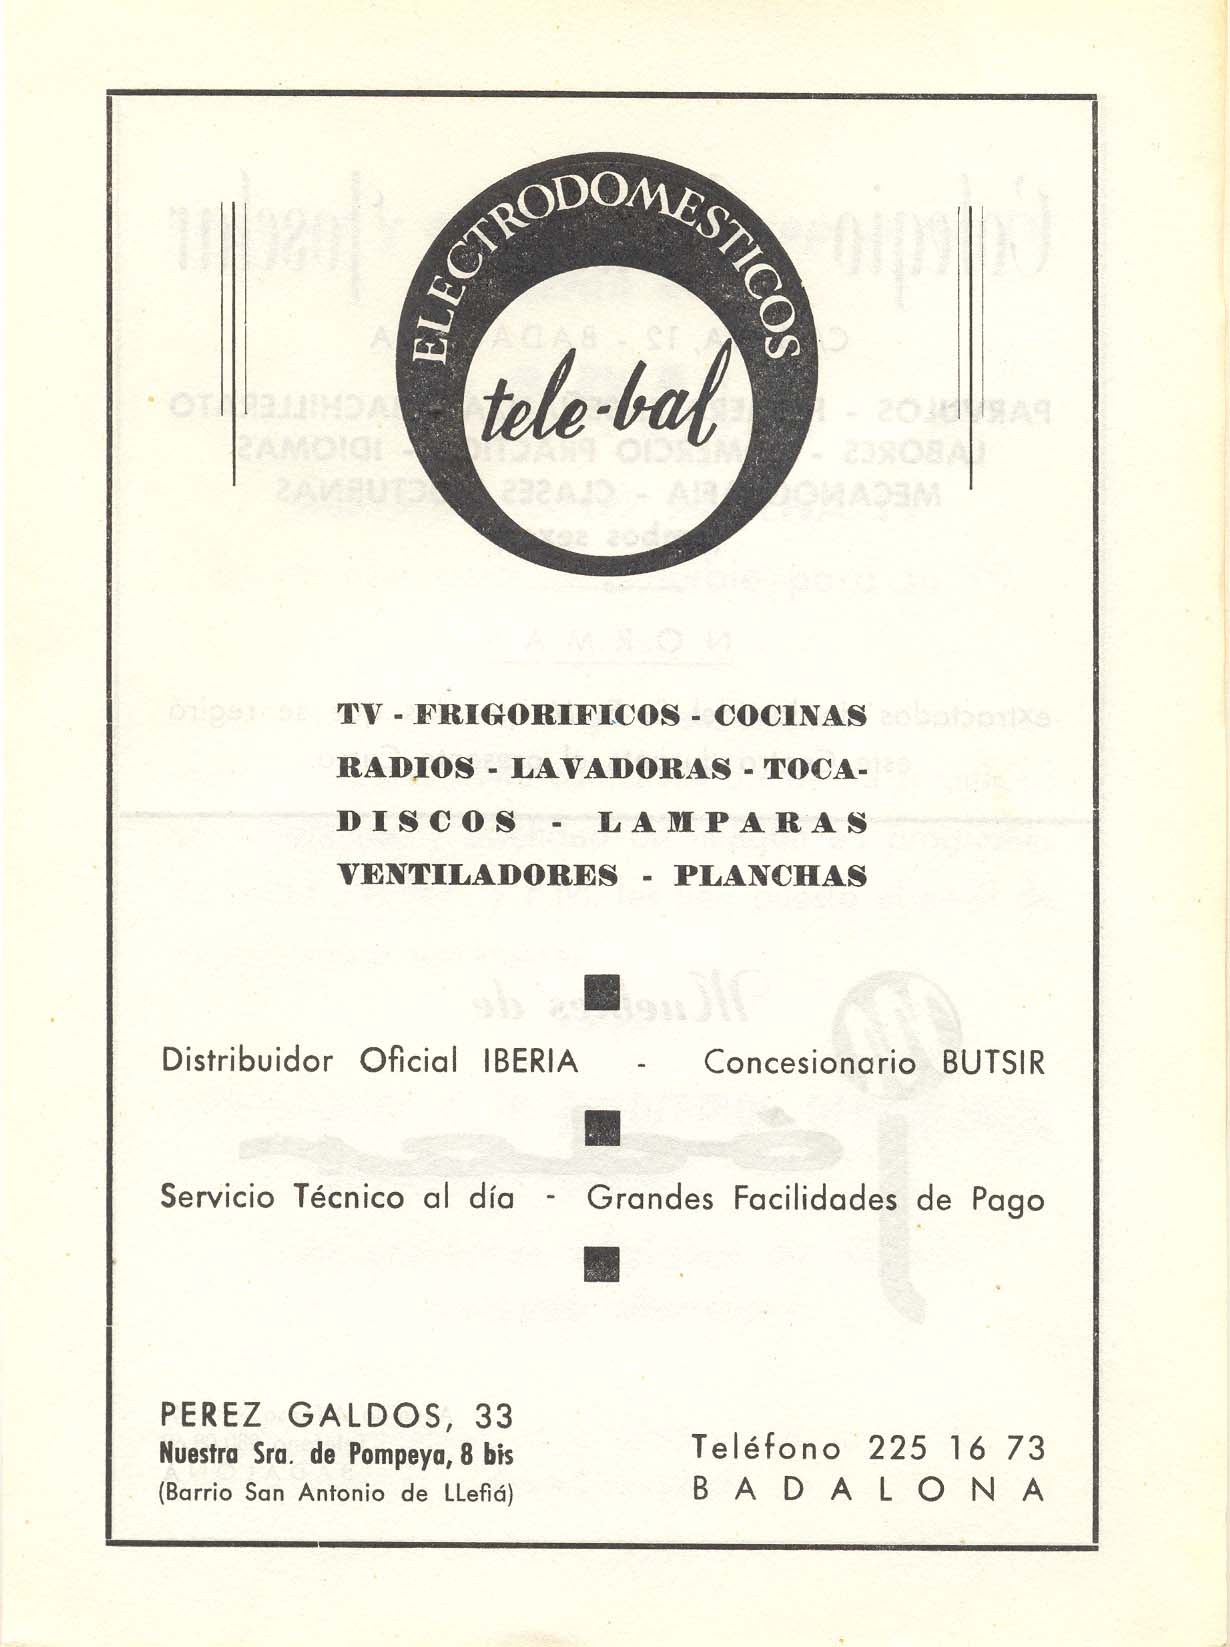 ELECTRODOMESTICOS
tele-bal
TV - FRIGORIFICOS - COCINAS
RADIOS - LAVADORAS - TOCA-
DISCOS - LAMPARAS
VENTILADORES - PLANCHAS
Distribuidor Oficial IBERIA - Concesionario BUTSIR
Servicio Técnico al día - Grandes Facilidades de Pago
PEREZ GALDOS, 33
Nuestra Sra. de Pompeya, 8 bis
(Barrio San Antonio de LLefiá)
Teléfono 225 16 73
BADALONA